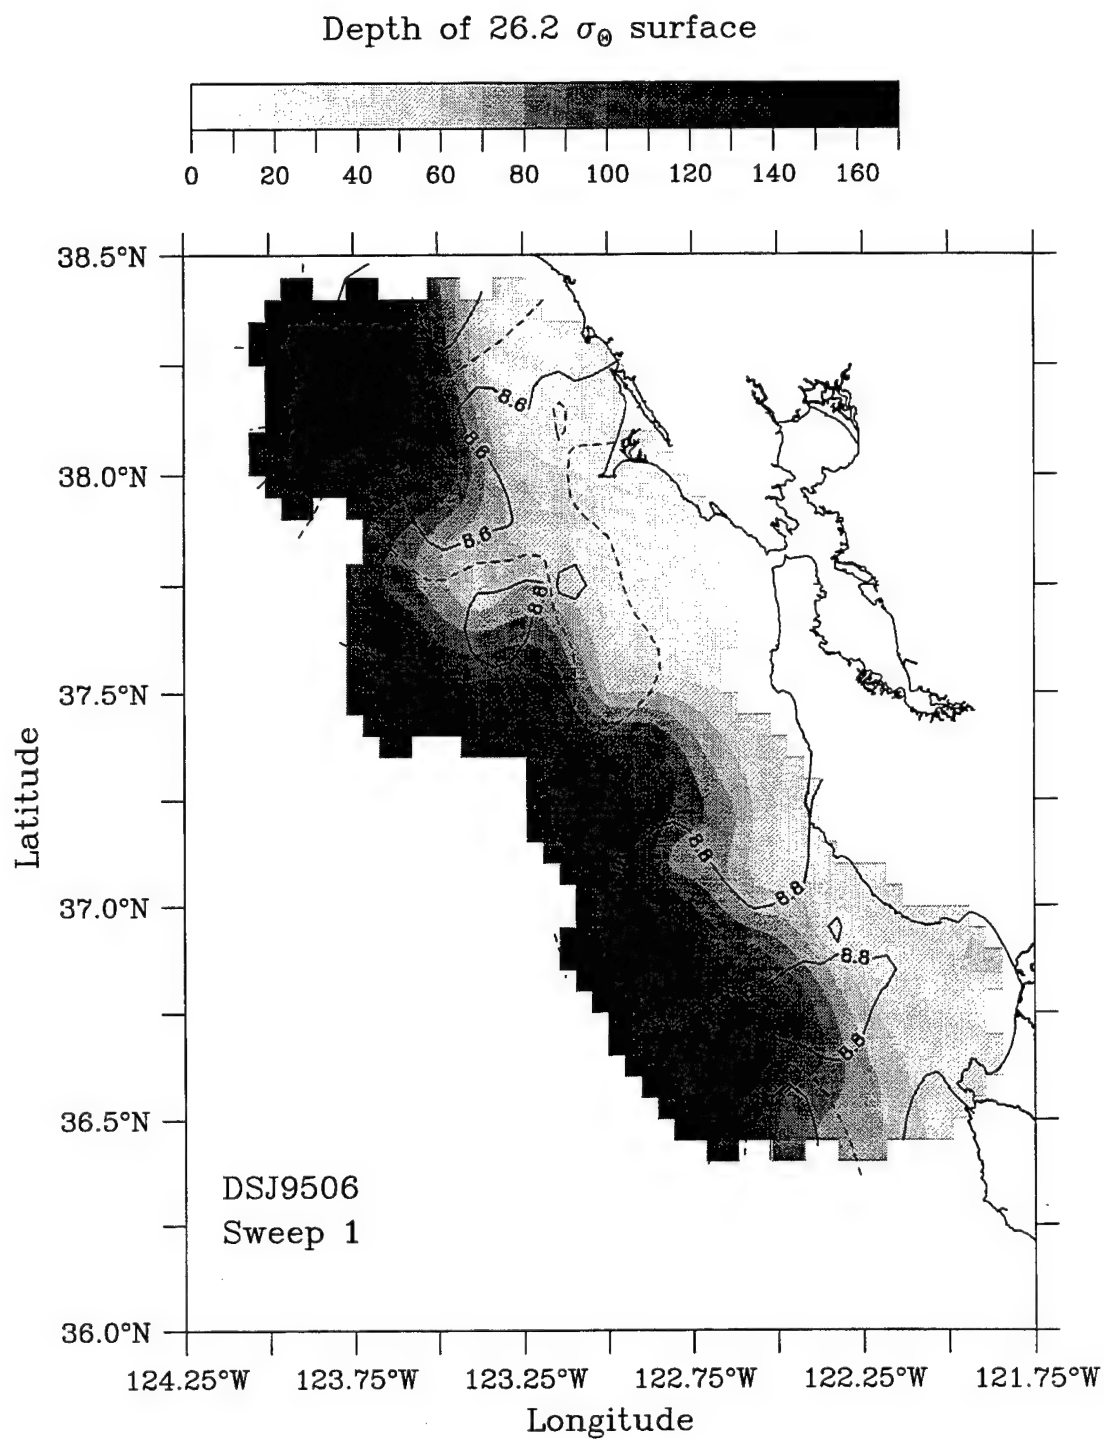 Depth of 26.2 σΘ surface
0 20 40 60 80 100 120 140 160
38.5°N
38.0°N
37.5°N
37.0°N
36.5°N
36.0°N
Latitude
8.6
8.6
8.6
8.8
8.8
8.8
8.8
8.8
DSJ9506
Sweep 1
124.25°W 123.75°W 123.25°W 122.75°W 122.25°W 121.75°W
Longitude